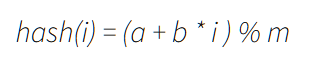 hash(i) = (a + b * i ) % m